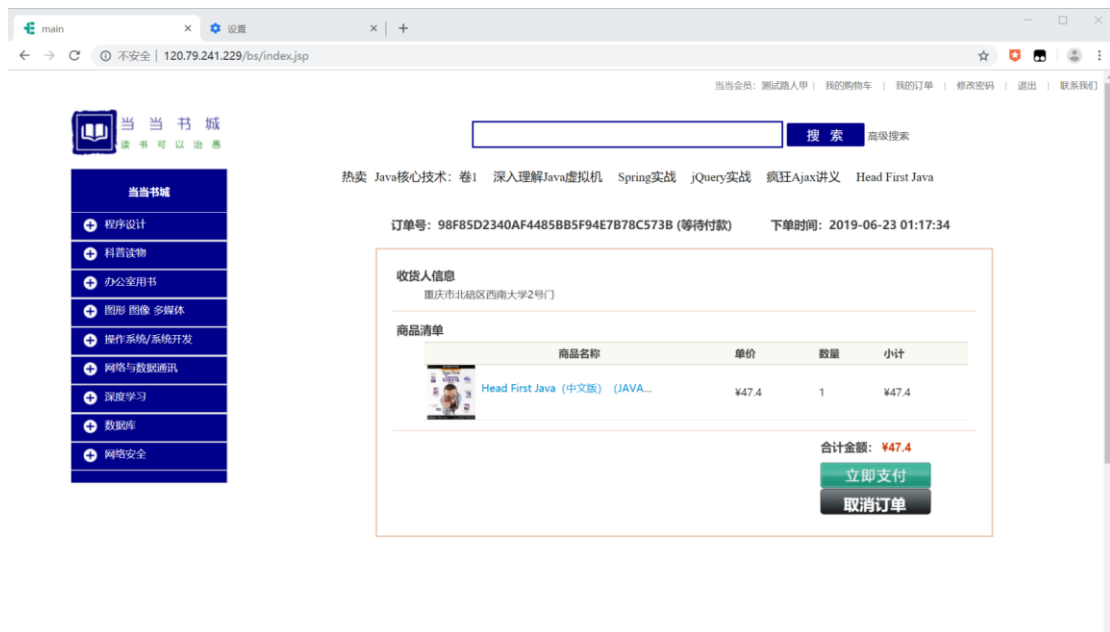 main
设置
不安全 | 120.79.241.229/bs/index.jsp
当当会员：测试路人甲 | 我的购物车 | 我的订单 | 修改密码 | 退出 | 联系我们
当当书城
读书可以治愚
搜 索
高级搜索
热卖 Java核心技术：卷1 深入理解Java虚拟机 Spring实战 jQuery实战 疯狂Ajax讲义 Head First Java
当当书城
程序设计
科普读物
办公室用书
图形 图像 多媒体
操作系统/系统开发
网络与数据通讯
深度学习
数据库
网络安全
订单号：98F85D2340AF4485BB5F94E7B78C573B (等待付款) 下单时间：2019-06-23 01:17:34
收货人信息
重庆市北碚区西南大学2号门
商品清单
商品名称 单价 数量 小计
Head First Java（中文版）（JAVA... ¥47.4 1 ¥47.4
合计金额：¥47.4
立即支付
取消订单